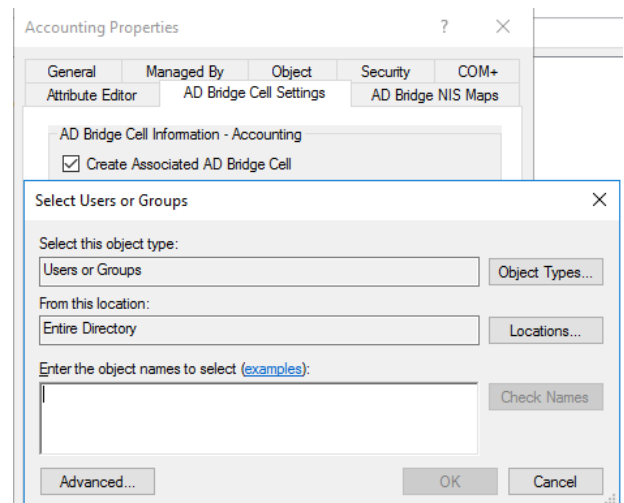 Accounting Properties ? ×
General Managed By Object Security COM+
Attribute Editor AD Bridge Cell Settings AD Bridge NIS Maps
AD Bridge Cell Information - Accounting
Create Associated AD Bridge Cell
Select Users or Groups
Select this object type:
Users or Groups Object Types...
From this location:
Entire Directory Locations...
Enter the object names to select (examples):
Check Names
Advanced... OK Cancel